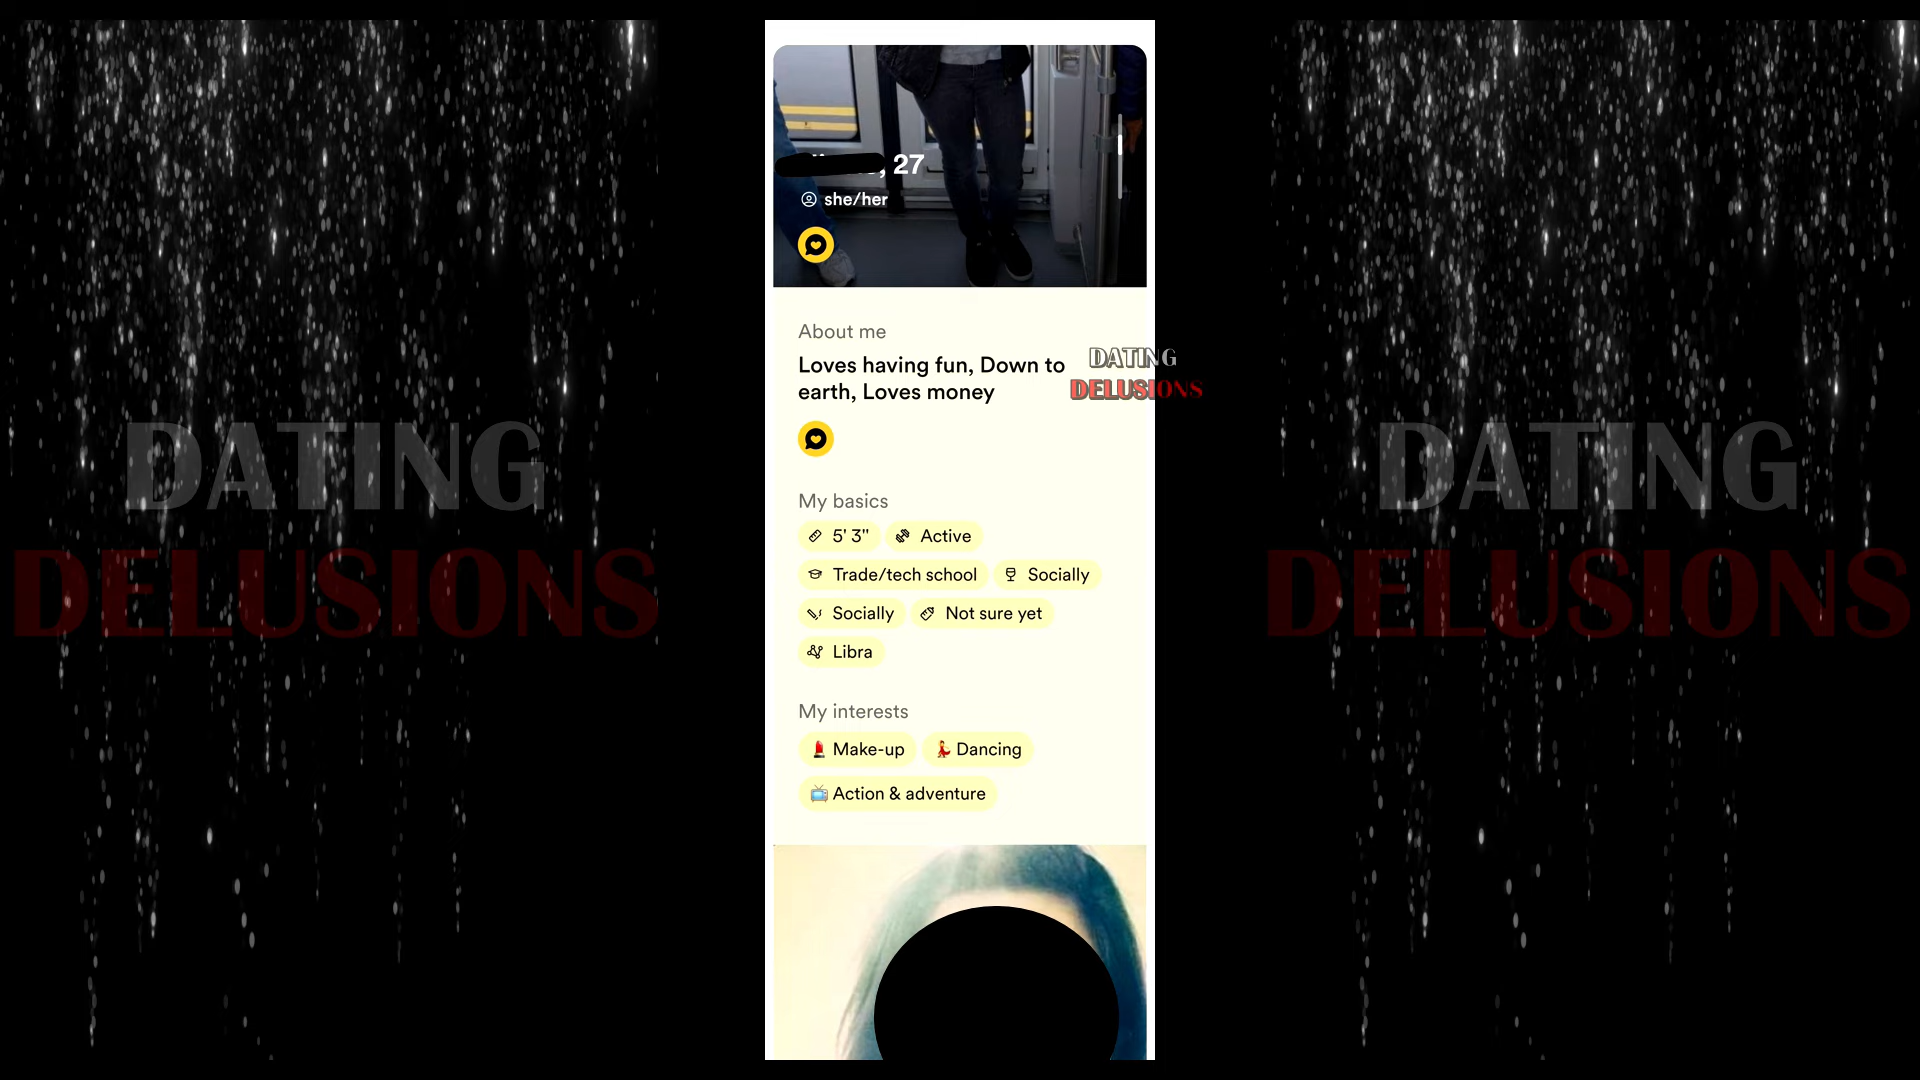 , 27
she/her
About me
Loves having fun, Down to
earth, Loves money
DATING
DELUSIONS
My basics
5' 3"
Active
Trade/tech school
Socially
Socially
Not sure yet
Libra
My interests
Make-up
Dancing
Action & adventure
DATING
DELUSIONS
DATING
DELUSIONS